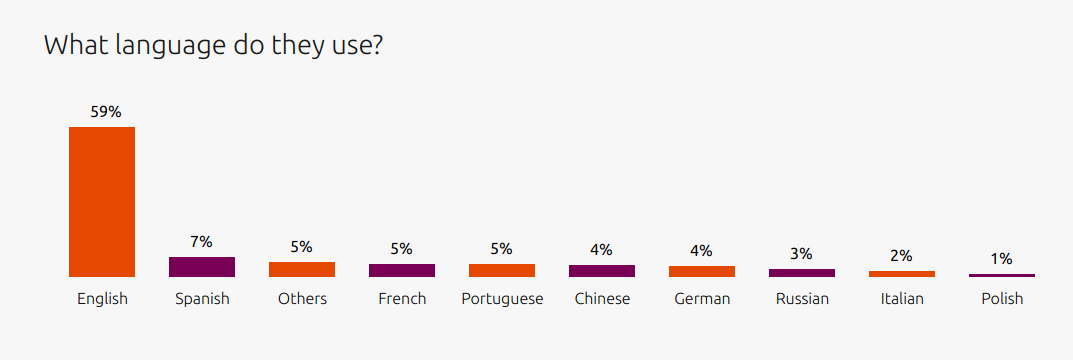 What language do they use?
59%
7%
5%
5%
5%
4%
4%
3%
2%
1%
English
Spanish
Others
French
Portuguese
Chinese
German
Russian
Italian
Polish